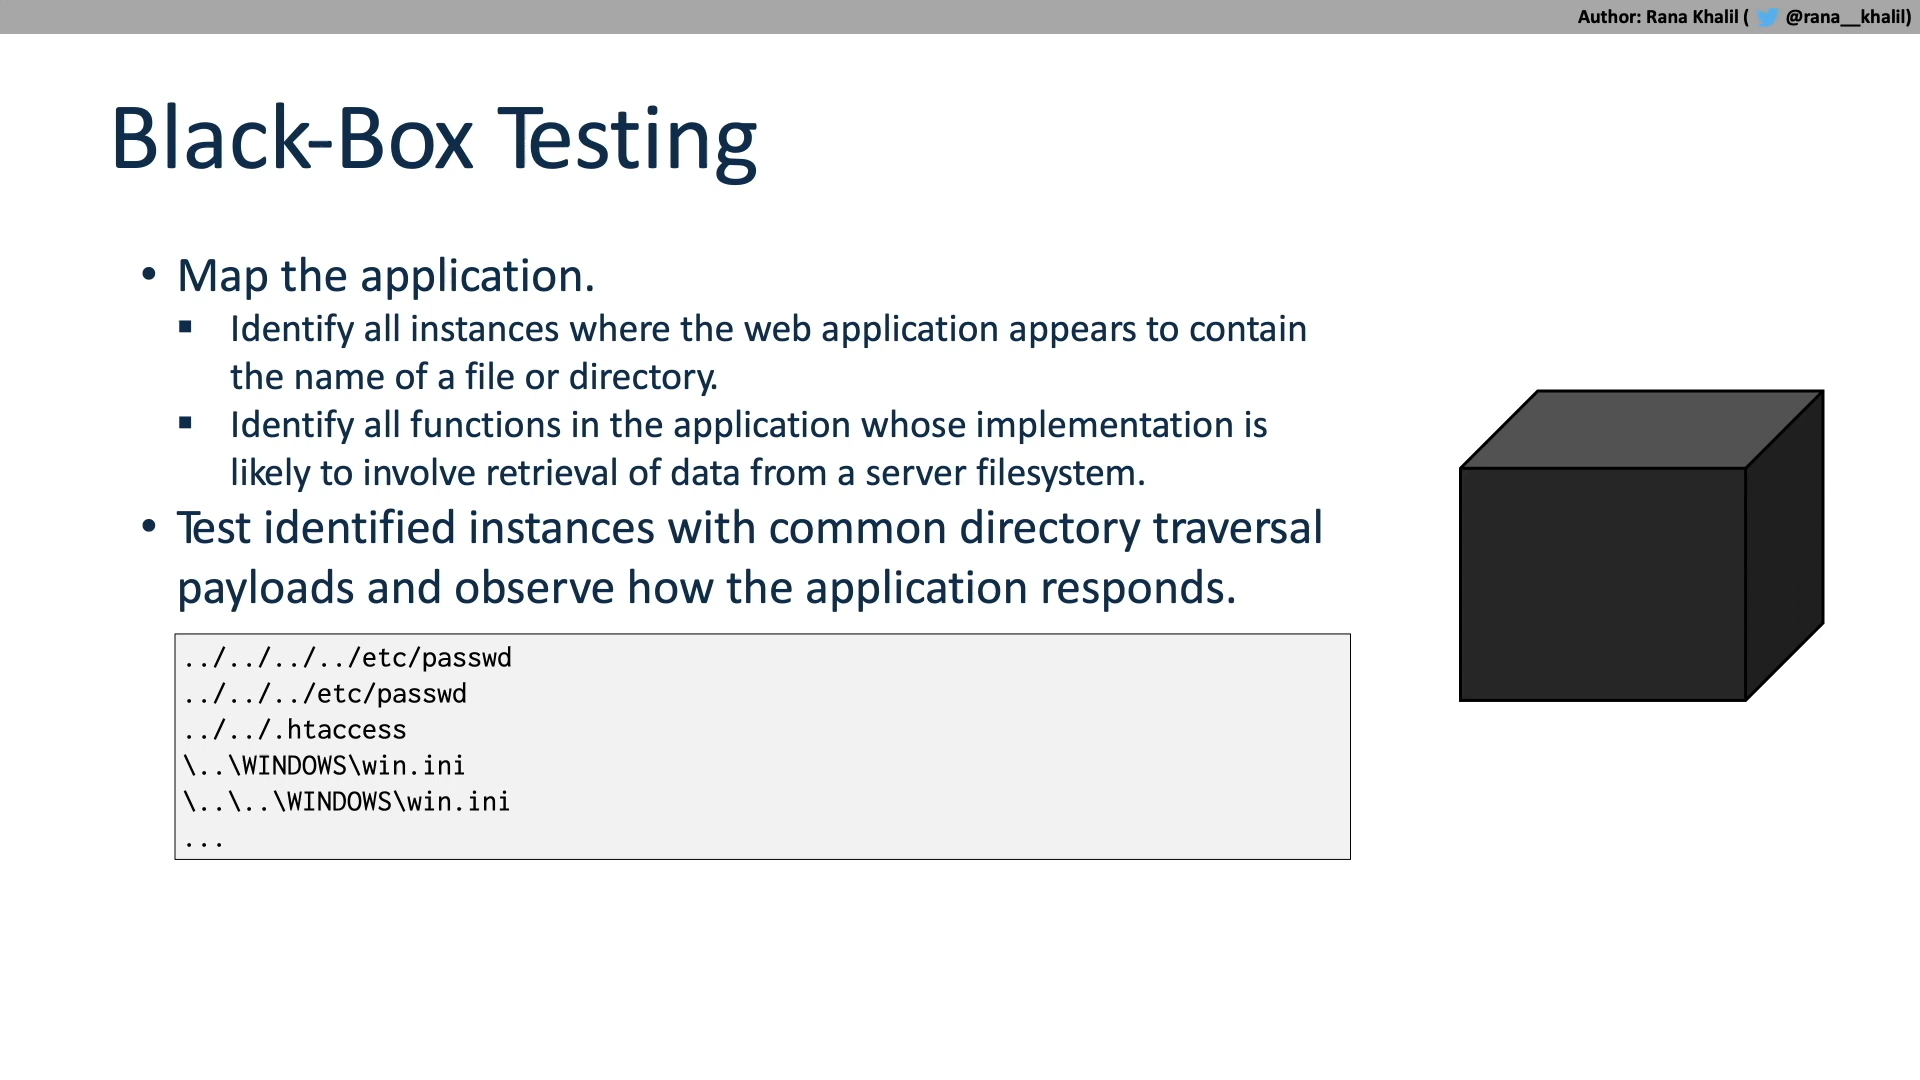 Author: Rana Khalil ( @rana__khalil)
Black-Box Testing
• Map the application.
▪ Identify all instances where the web application appears to contain
the name of a file or directory.
▪ Identify all functions in the application whose implementation is
likely to involve retrieval of data from a server filesystem.
• Test identified instances with common directory traversal
payloads and observe how the application responds.
../../../../etc/passwd
../../../etc/passwd
../../.htaccess
\..\WINDOWS\win.ini
\..\..\WINDOWS\win.ini
...